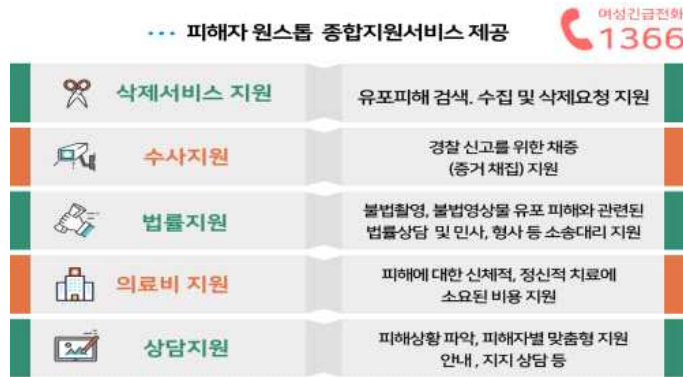 ··· 피해자 원스톱 종합지원서비스 제공
여성긴급전화
1366
삭제서비스 지원
유포피해 검색. 수집 및 삭제요청 지원
수사지원
경찰 신고를 위한 채증
(증거 채집) 지원
법률지원
불법촬영, 불법영상물 유포 피해와 관련된
법률상담 및 민사, 형사 등 소송대리 지원
의료비 지원
피해에 대한 신체적, 정신적 치료에
소요된 비용 지원
상담지원
피해상황 파악, 피해자별 맞춤형 지원
안내, 지지 상담 등